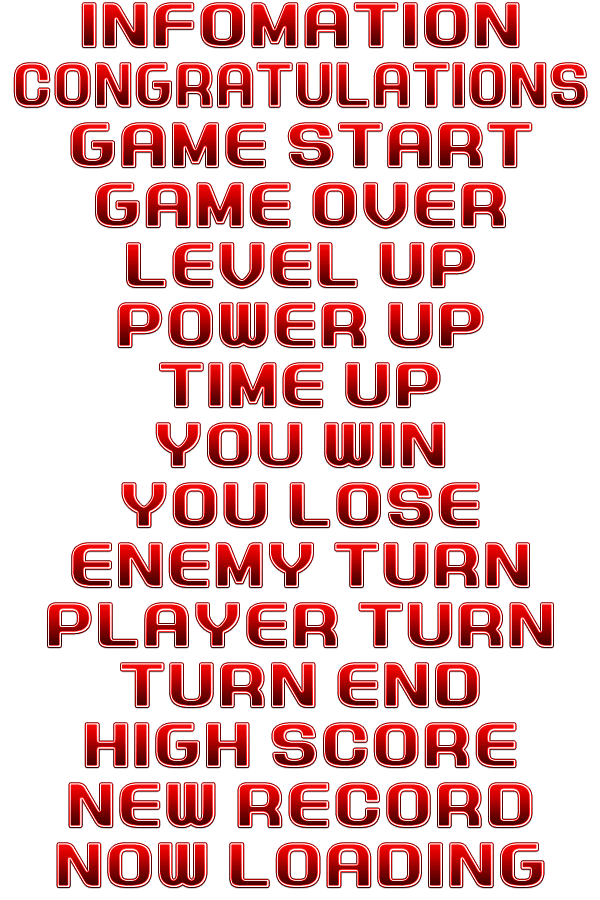 INFOMATION
CONGRATULATIONS
GAME START
GAME OVER
LEVEL UP
POWER UP
TIME UP
YOU WIN
YOU LOSE
ENEMY TURN
PLAYER TURN
TURN END
HIGH SCORE
NEW RECORD
NOW LOADING